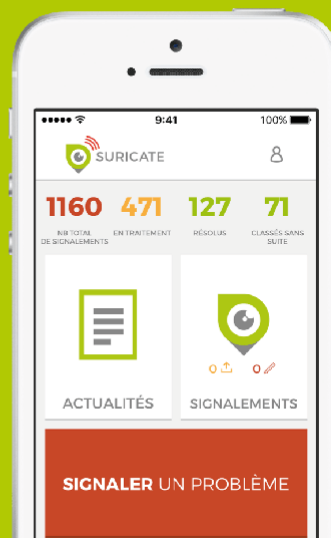 9:41
100%
SURICATE
1160 471 127 71
NB TOTAL
DE SIGNALEMENTS
EN TRAITEMENT
RÉSOLUS
CLASSÉS SANS
SUITE
0 0
ACTUALITÉS
SIGNALEMENTS
SIGNALER UN PROBLÈME